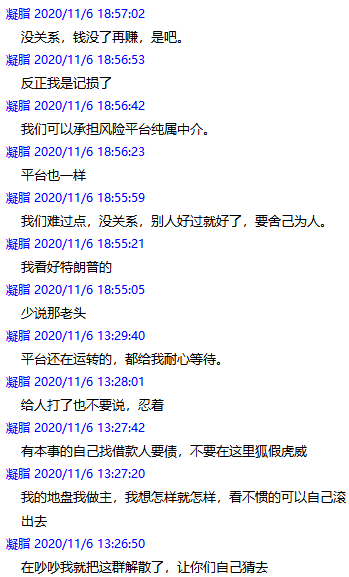 凝脂 2020/11/6 18:57:02
没关系，钱没了再赚，是吧。
凝脂 2020/11/6 18:56:53
反正我是记损了
凝脂 2020/11/6 18:56:42
我们可以承担风险平台纯属中介。
凝脂 2020/11/6 18:56:23
平台也一样
凝脂 2020/11/6 18:55:59
我们难过点，没关系，别人好过就好了，要舍己为人。
凝脂 2020/11/6 18:55:21
我看好特朗普的
凝脂 2020/11/6 18:55:05
少说那老头
凝脂 2020/11/6 13:29:40
平台还在运转的，都给我耐心等待。
凝脂 2020/11/6 13:28:01
给人打了也不要说，忍着
凝脂 2020/11/6 13:27:42
有本事的自己找借款人要债，不要在这里狐假虎威
凝脂 2020/11/6 13:27:20
我的地盘我做主，我想怎样就怎样，看不惯的可以自己滚
出去
凝脂 2020/11/6 13:26:50
在吵吵我就把这群解散了，让你们自己猜去